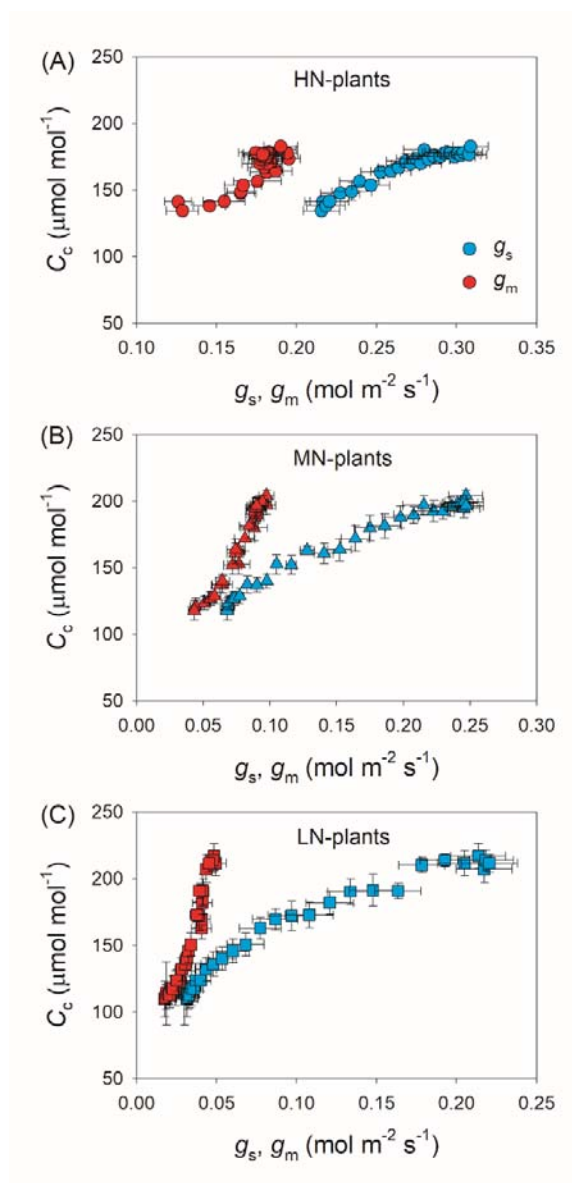 (A)
HN-plants
250
200
150
100
50
Cc (μmol mol⁻¹)
gs
gm
0.10 0.15 0.20 0.25 0.30 0.35
gs, gm (mol m⁻² s⁻¹)
(B)
MN-plants
250
200
150
100
50
Cc (μmol mol⁻¹)
0.00 0.05 0.10 0.15 0.20 0.25 0.30
gs, gm (mol m⁻² s⁻¹)
(C)
LN-plants
250
200
150
100
50
Cc (μmol mol⁻¹)
0.00 0.05 0.10 0.15 0.20 0.25
gs, gm (mol m⁻² s⁻¹)